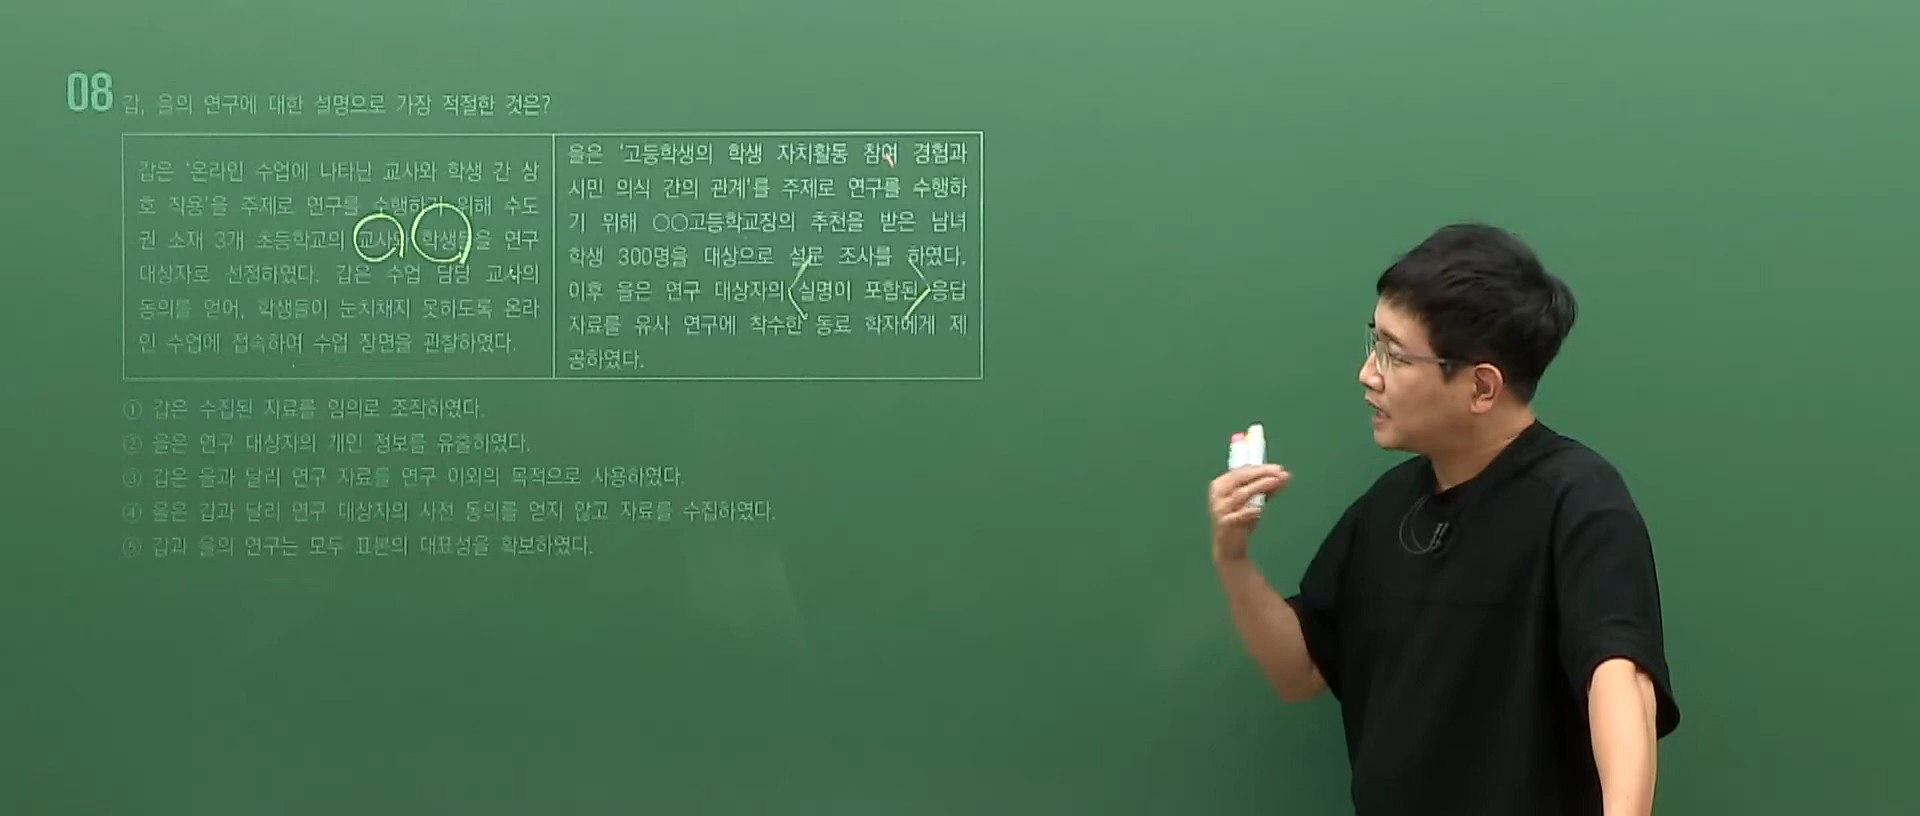 08 갑, 을의 연구에 대한 설명으로 가장 적절한 것은?
갑은 '온라인 수업에 나타난 교사와 학생 간 상
호 작용'을 주제로 연구를 수행하기 위해 수도
권 소재 3개 초등학교의 교사와 학생들을 연구
대상자로 선정하였다. 갑은 수업 담당 교사의
동의를 얻어, 학생들이 눈치채지 못하도록 온라
인 수업에 접속하여 수업 장면을 관찰하였다.
을은 '고등학생의 학생 자치활동 참여 경험과
시민 의식 간의 관계'를 주제로 연구를 수행하
기 위해 ○○고등학교장의 추천을 받은 남녀
학생 300명을 대상으로 설문 조사를 하였다.
이후 을은 연구 대상자의 실명이 포함된 응답
자료를 유사 연구에 착수한 동료 학자에게 제
공하였다.
① 갑은 수집된 자료를 임의로 조작하였다.
② 을은 연구 대상자의 개인 정보를 유출하였다.
③ 갑은 을과 달리 연구 자료를 연구 이외의 목적으로 사용하였다.
④ 을은 갑과 달리 연구 대상자의 사전 동의를 얻지 않고 자료를 수집하였다.
⑤ 갑과 을의 연구는 모두 표본의 대표성을 확보하였다.